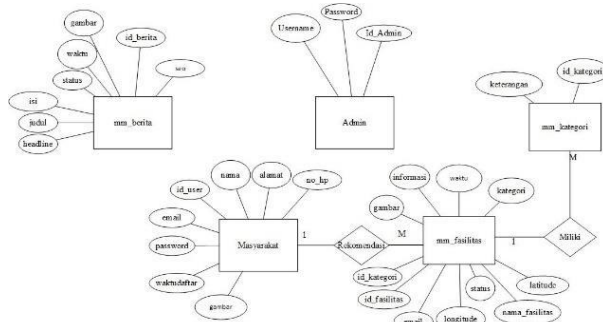 gambar
id_berita
waktu
status
isi
judul
headline
mm_berita
Username
Password
Id_Admin
Admin
keterangan
id_kategori
mm_kategori
M
nama
alamat
no_hp
id_user
email
password
waktudaftar
gambar
Masyarakat
1
Rekomendasi
M
informasi
waktu
kategori
gambar
mm_fasilitas
1
Miliki
id_kategori
id_fasilitas
email
longitude
status
nama_fasilitas
latitude